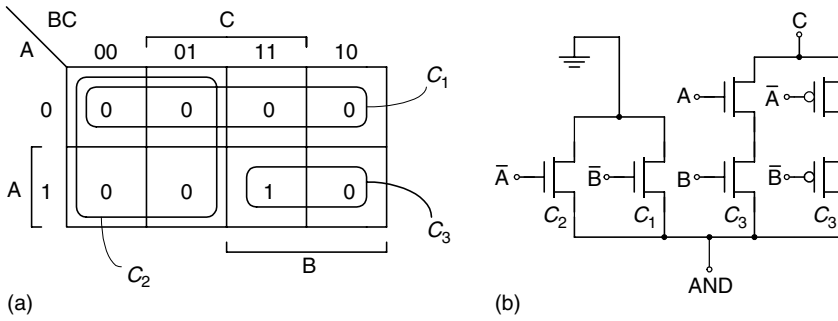 BC
C
A
00 01 11 10
0 0 0 0 0
C₁
A 1 0 0 1 0
C₃
C₂
B
(a)
C
A A̅
A̅ B̅ B B̅
C₂ C₁ C₃ C₃
AND
(b)